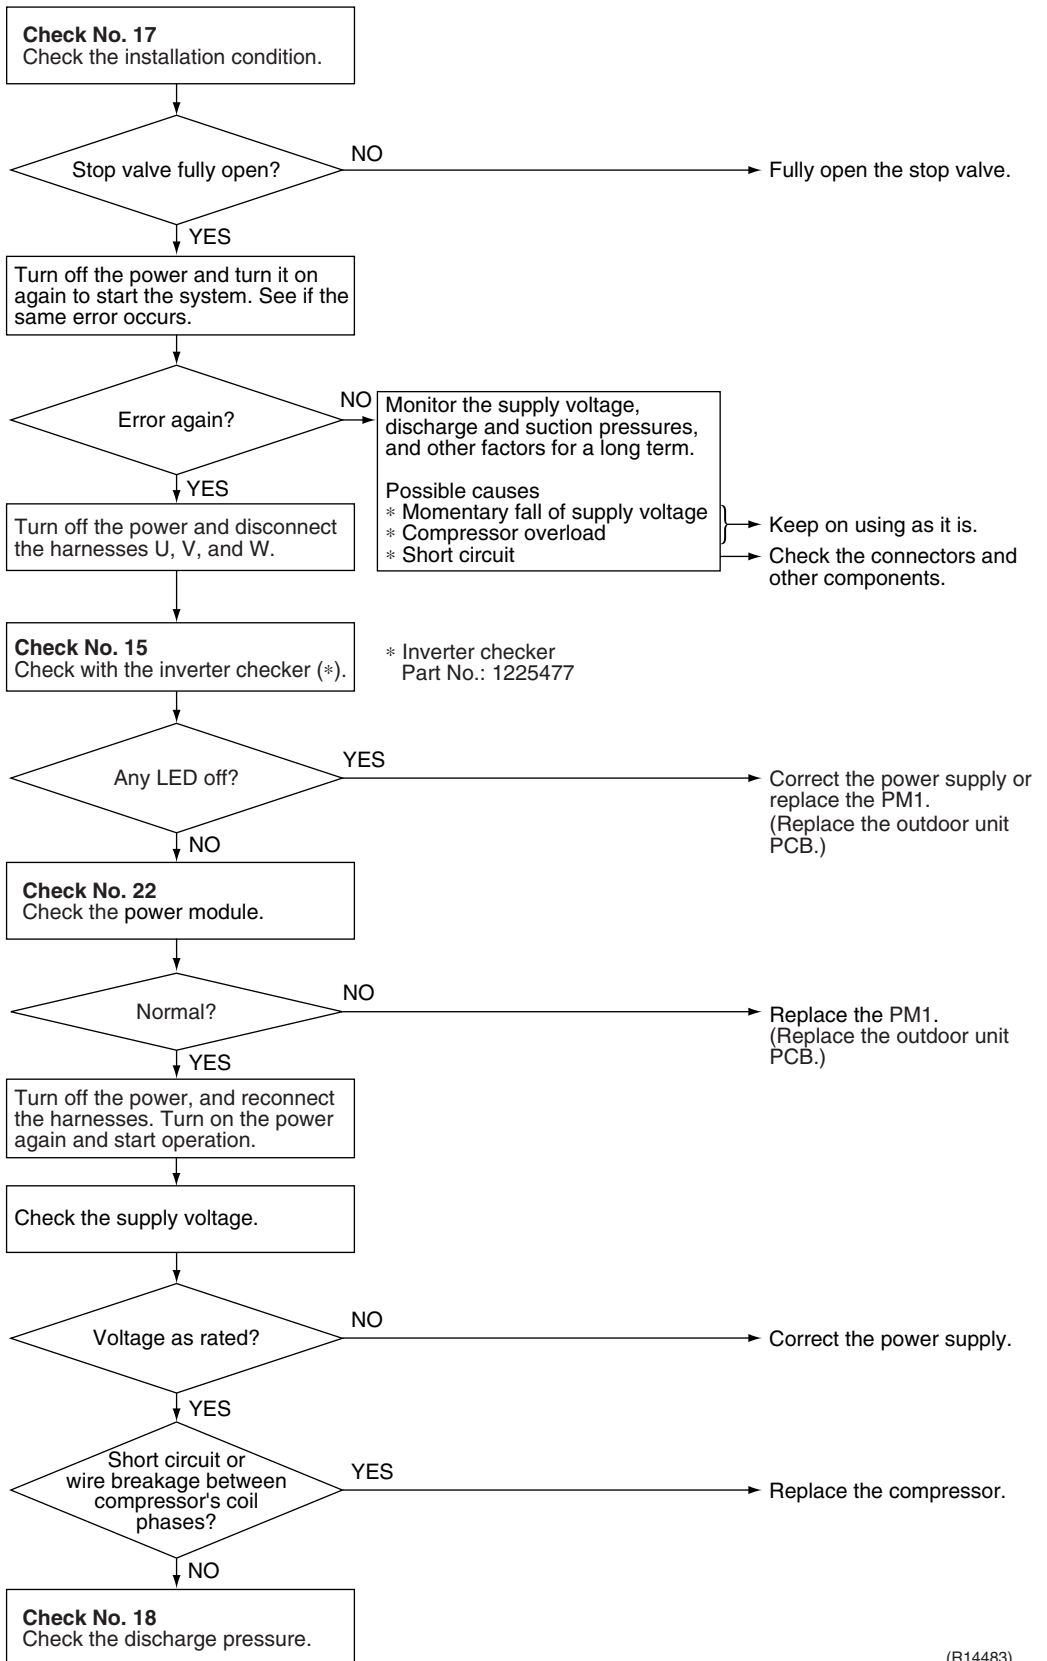 Check No. 17
Check the installation condition.
Stop valve fully open?
NO
Fully open the stop valve.
YES
Turn off the power and turn it on
again to start the system. See if the
same error occurs.
Error again?
NO
Monitor the supply voltage,
discharge and suction pressures,
and other factors for a long term.
Possible causes
* Momentary fall of supply voltage
* Compressor overload
* Short circuit
Keep on using as it is.
Check the connectors and
other components.
YES
Turn off the power and disconnect
the harnesses U, V, and W.
Check No. 15
Check with the inverter checker (*).
* Inverter checker
Part No.: 1225477
Any LED off?
YES
Correct the power supply or
replace the PM1.
(Replace the outdoor unit
PCB.)
NO
Check No. 22
Check the power module.
Normal?
NO
Replace the PM1.
(Replace the outdoor unit
PCB.)
YES
Turn off the power, and reconnect
the harnesses. Turn on the power
again and start operation.
Check the supply voltage.
Voltage as rated?
NO
Correct the power supply.
YES
Short circuit or
wire breakage between
compressor's coil
phases?
YES
Replace the compressor.
NO
Check No. 18
Check the discharge pressure.
(R14483)